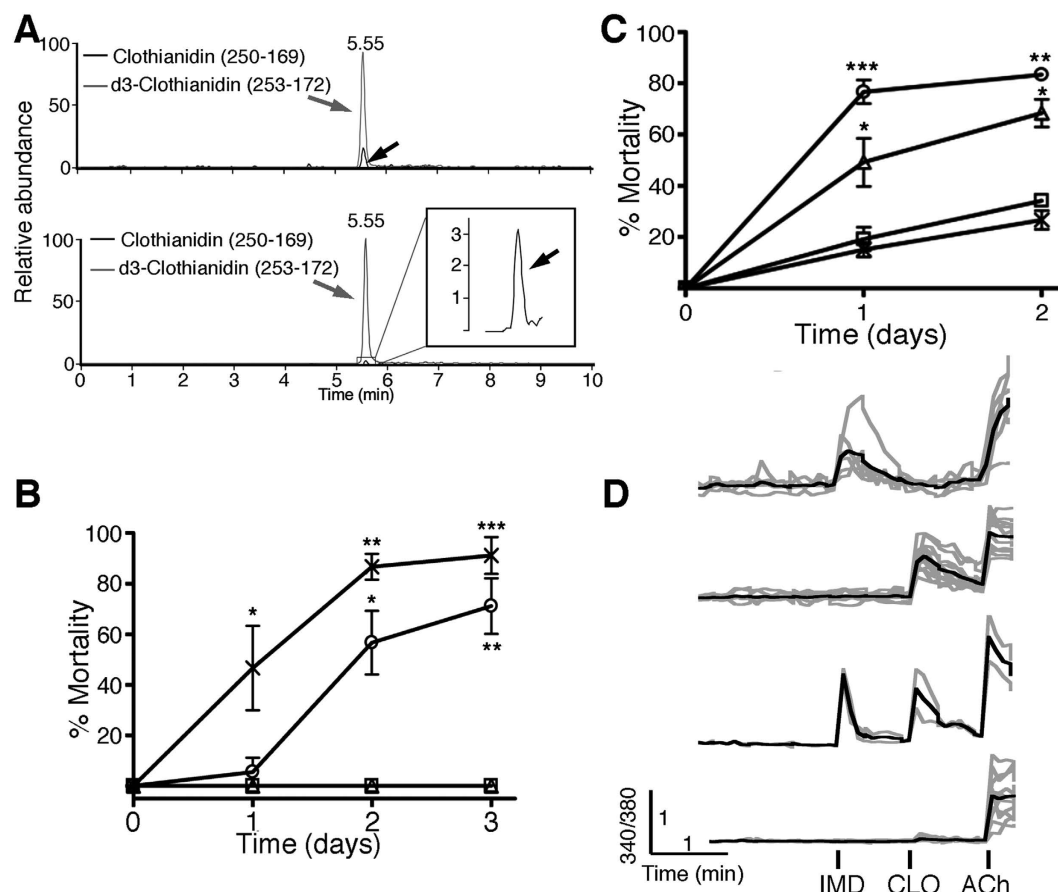 A
100
50
0
Relative abundance
5.55
Clothianidin (250-169)
d3-Clothianidin (253-172)
100
50
0
5.55
Clothianidin (250-169)
d3-Clothianidin (253-172)
3
2
1
0 1 2 3 4 5 6 7 8 9 10
Time (min)
B
100
80
60
40
20
% Mortality
*
**
*
***
**
0 1 2 3
Time (days)
C
100
80
60
40
20
% Mortality
***
*
**
*
0 1 2
Time (days)
D
340/380
1
1
Time (min)
IMD CLO ACh